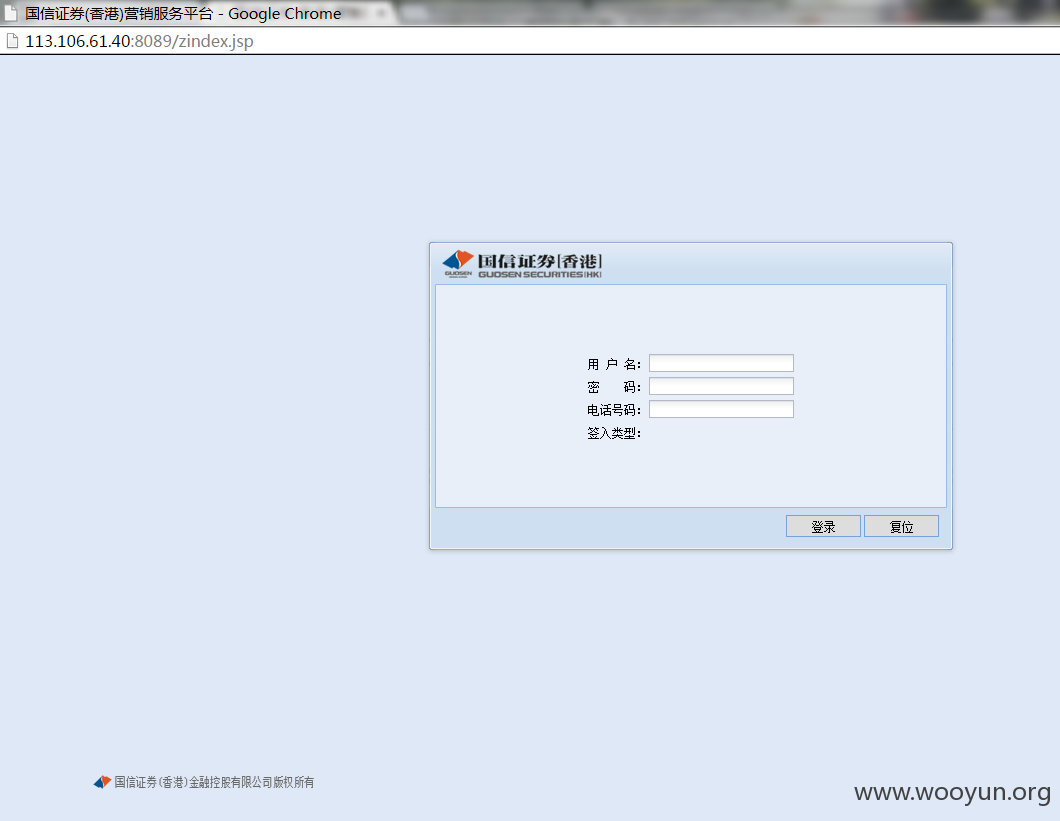 国信证券(香港)营销服务平台 - Google Chrome
113.106.61.40:8089/zindex.jsp
国信证券[香港]
GUOSEN GUOSEN SECURITIES(HK)
用 户 名：
密 码：
电话号码：
签入类型：
登录 复位
国信证券(香港)金融控股有限公司版权所有
www.wooyun.org